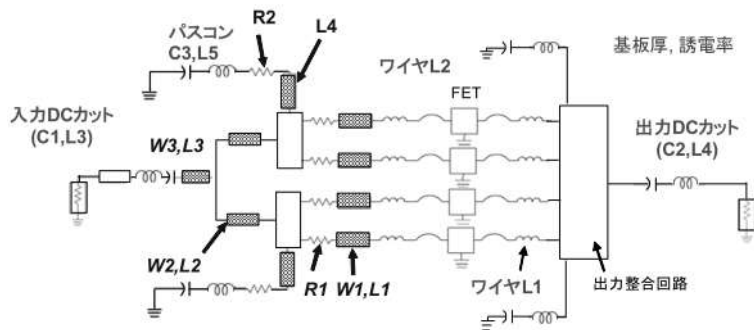 パスコン
C3,L5
R2
L4
ワイヤL2
基板厚, 誘電率
FET
入力DCカット
(C1,L3)
W3,L3
出力DCカット
(C2,L4)
W2,L2
R1
W1,L1
ワイヤL1
出力整合回路